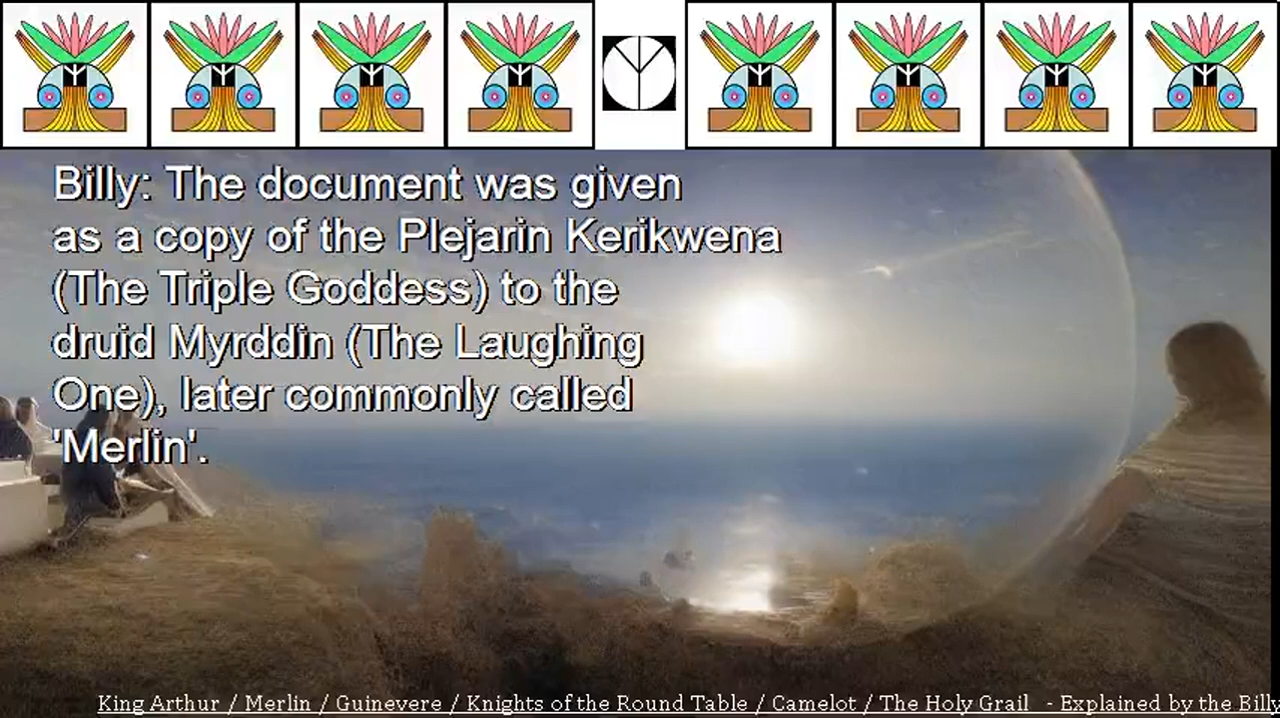 Billy: The document was given
as a copy of the Plejarin Kerikwena
(The Triple Goddess) to the
druid Myrddin (The Laughing
One), later commonly called
'Merlin'.
King Arthur / Merlin / Guinevere / Knights of the Round Table / Camelot / The Holy Grail - Explained by the Billy